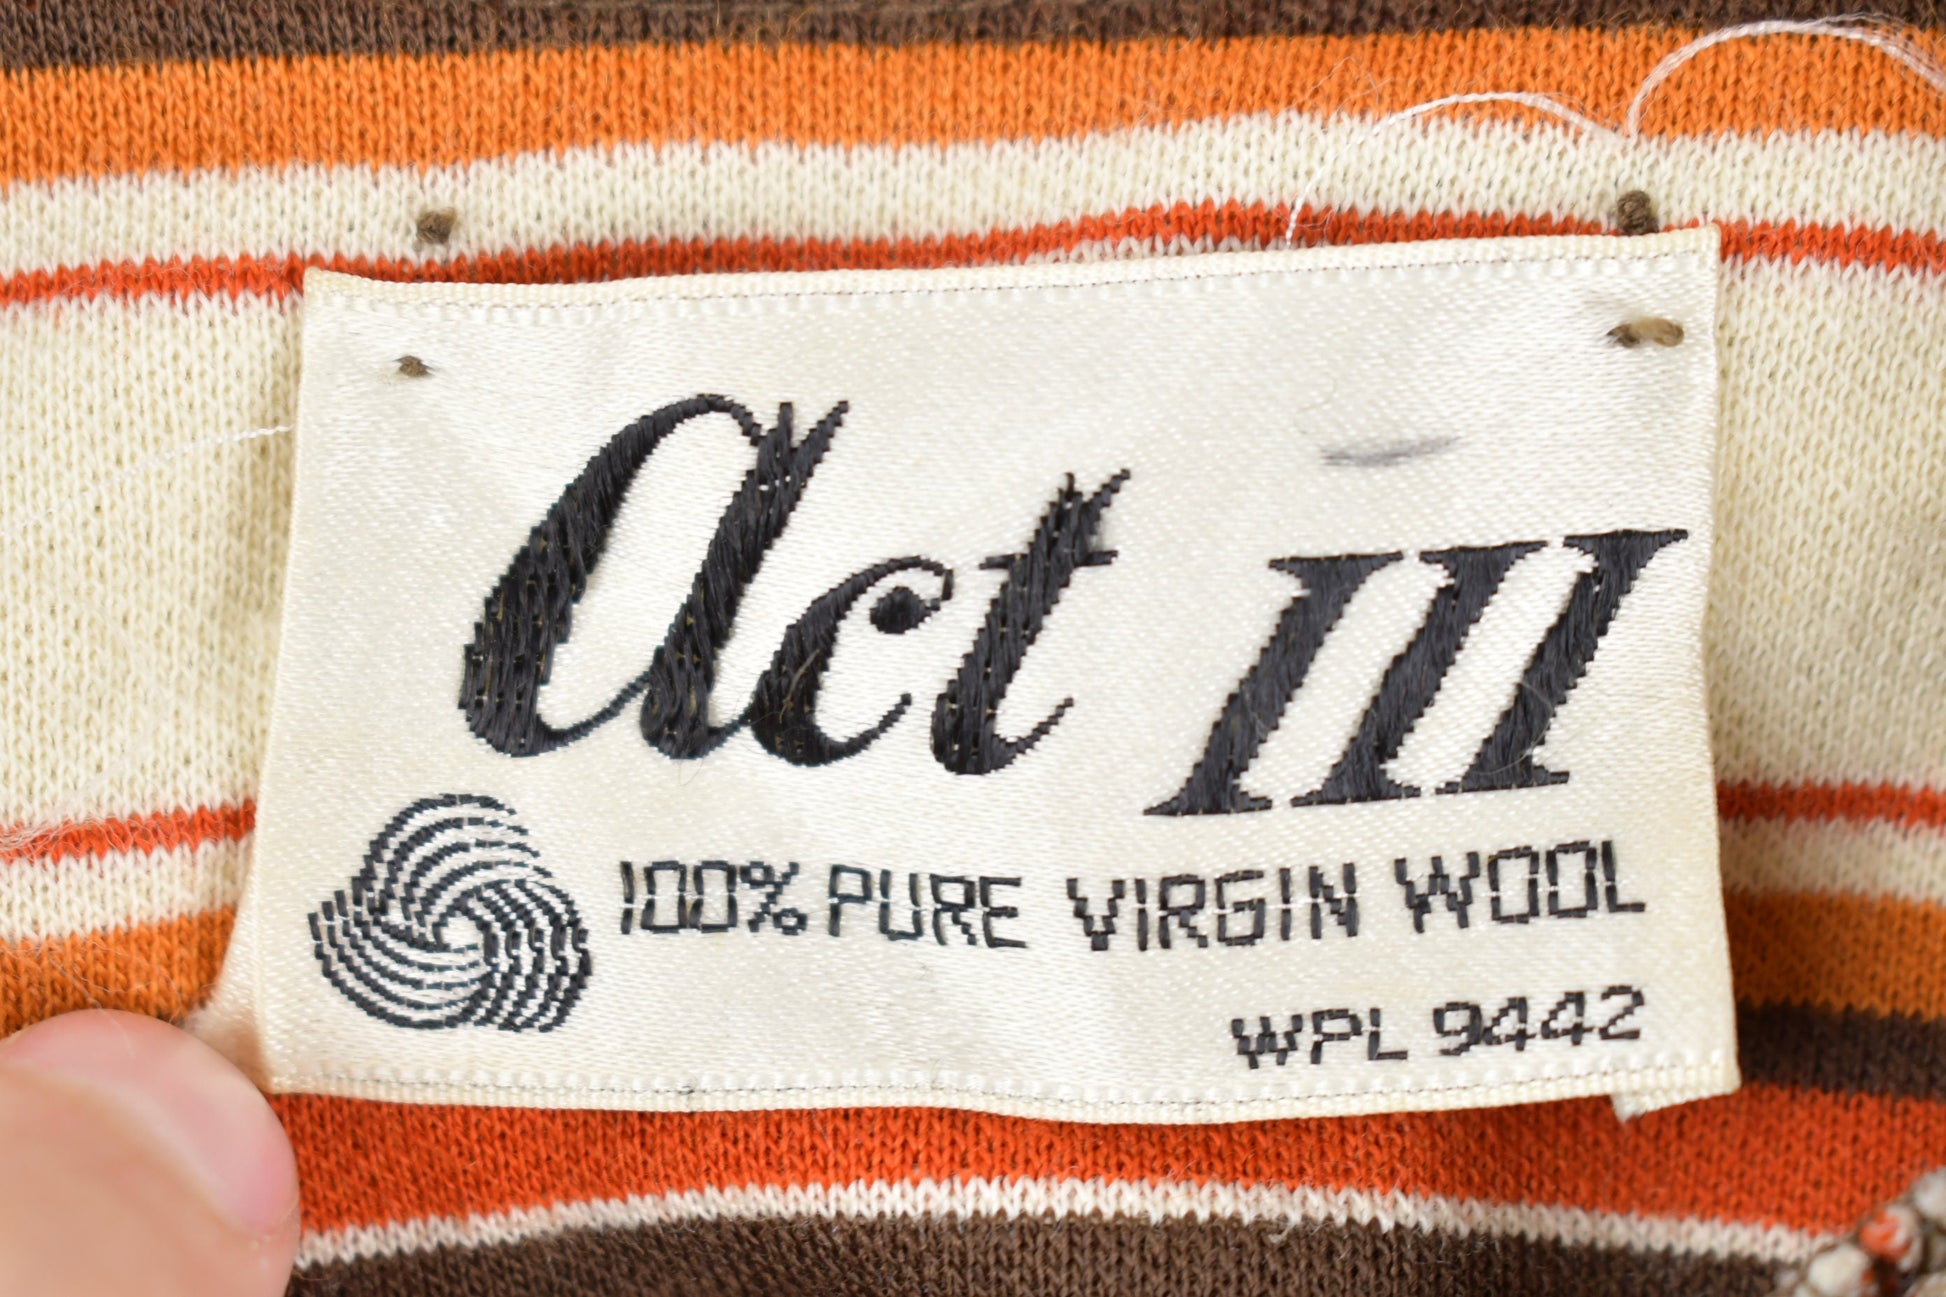 act III
100% PURE VIRGIN WOOL
WPL 9442